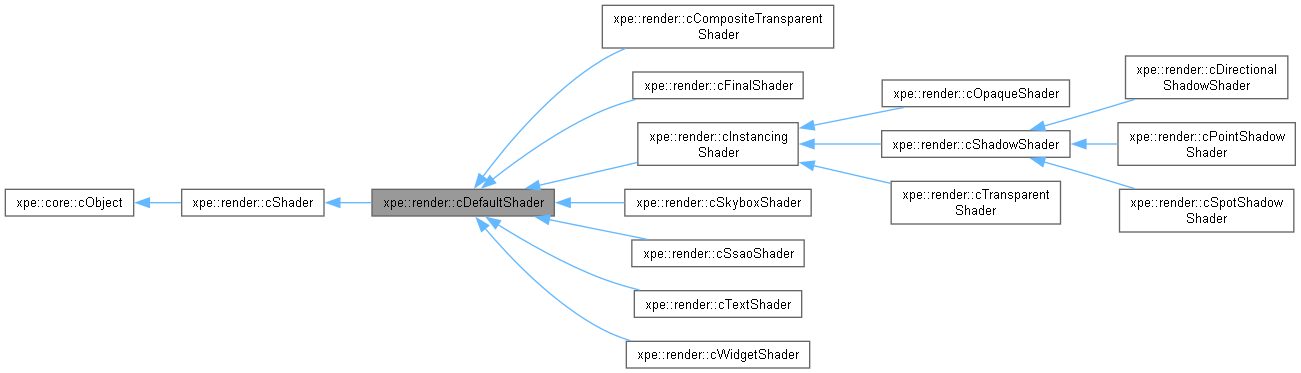 xpe::core::cObject
xpe::render::cShader
xpe::render::cDefaultShader
xpe::render::cCompositeTransparent
Shader
xpe::render::cFinalShader
xpe::render::cInstancing
Shader
xpe::render::cSkyboxShader
xpe::render::cSsaoShader
xpe::render::cTextShader
xpe::render::cWidgetShader
xpe::render::cOpaqueShader
xpe::render::cShadowShader
xpe::render::cTransparent
Shader
xpe::render::cDirectional
ShadowShader
xpe::render::cPointShadow
Shader
xpe::render::cSpotShadow
Shader